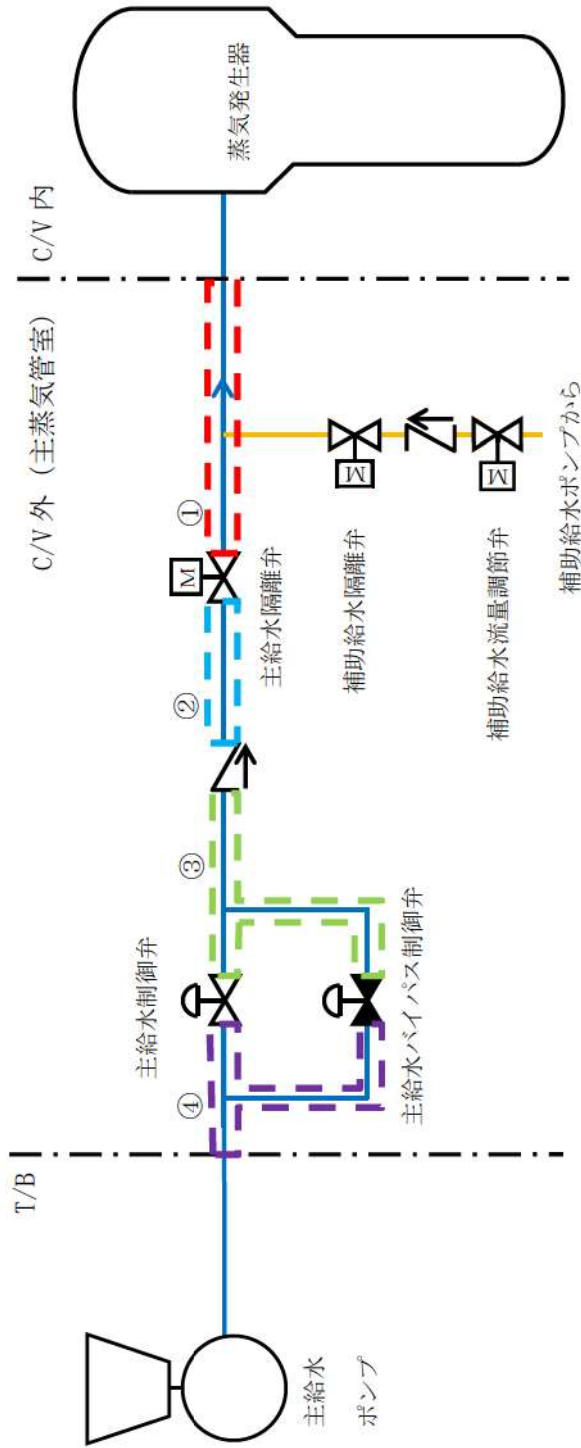 T/B
C/V 外 (主蒸気管室)
C/V 内
④
③
②
①
主給水制御弁
M
蒸気発生器
主給水隔離弁
主給水
ポンプ
主給水バイパス制御弁
M
補助給水隔離弁
M
補助給水流量調節弁
補助給水ポンプから